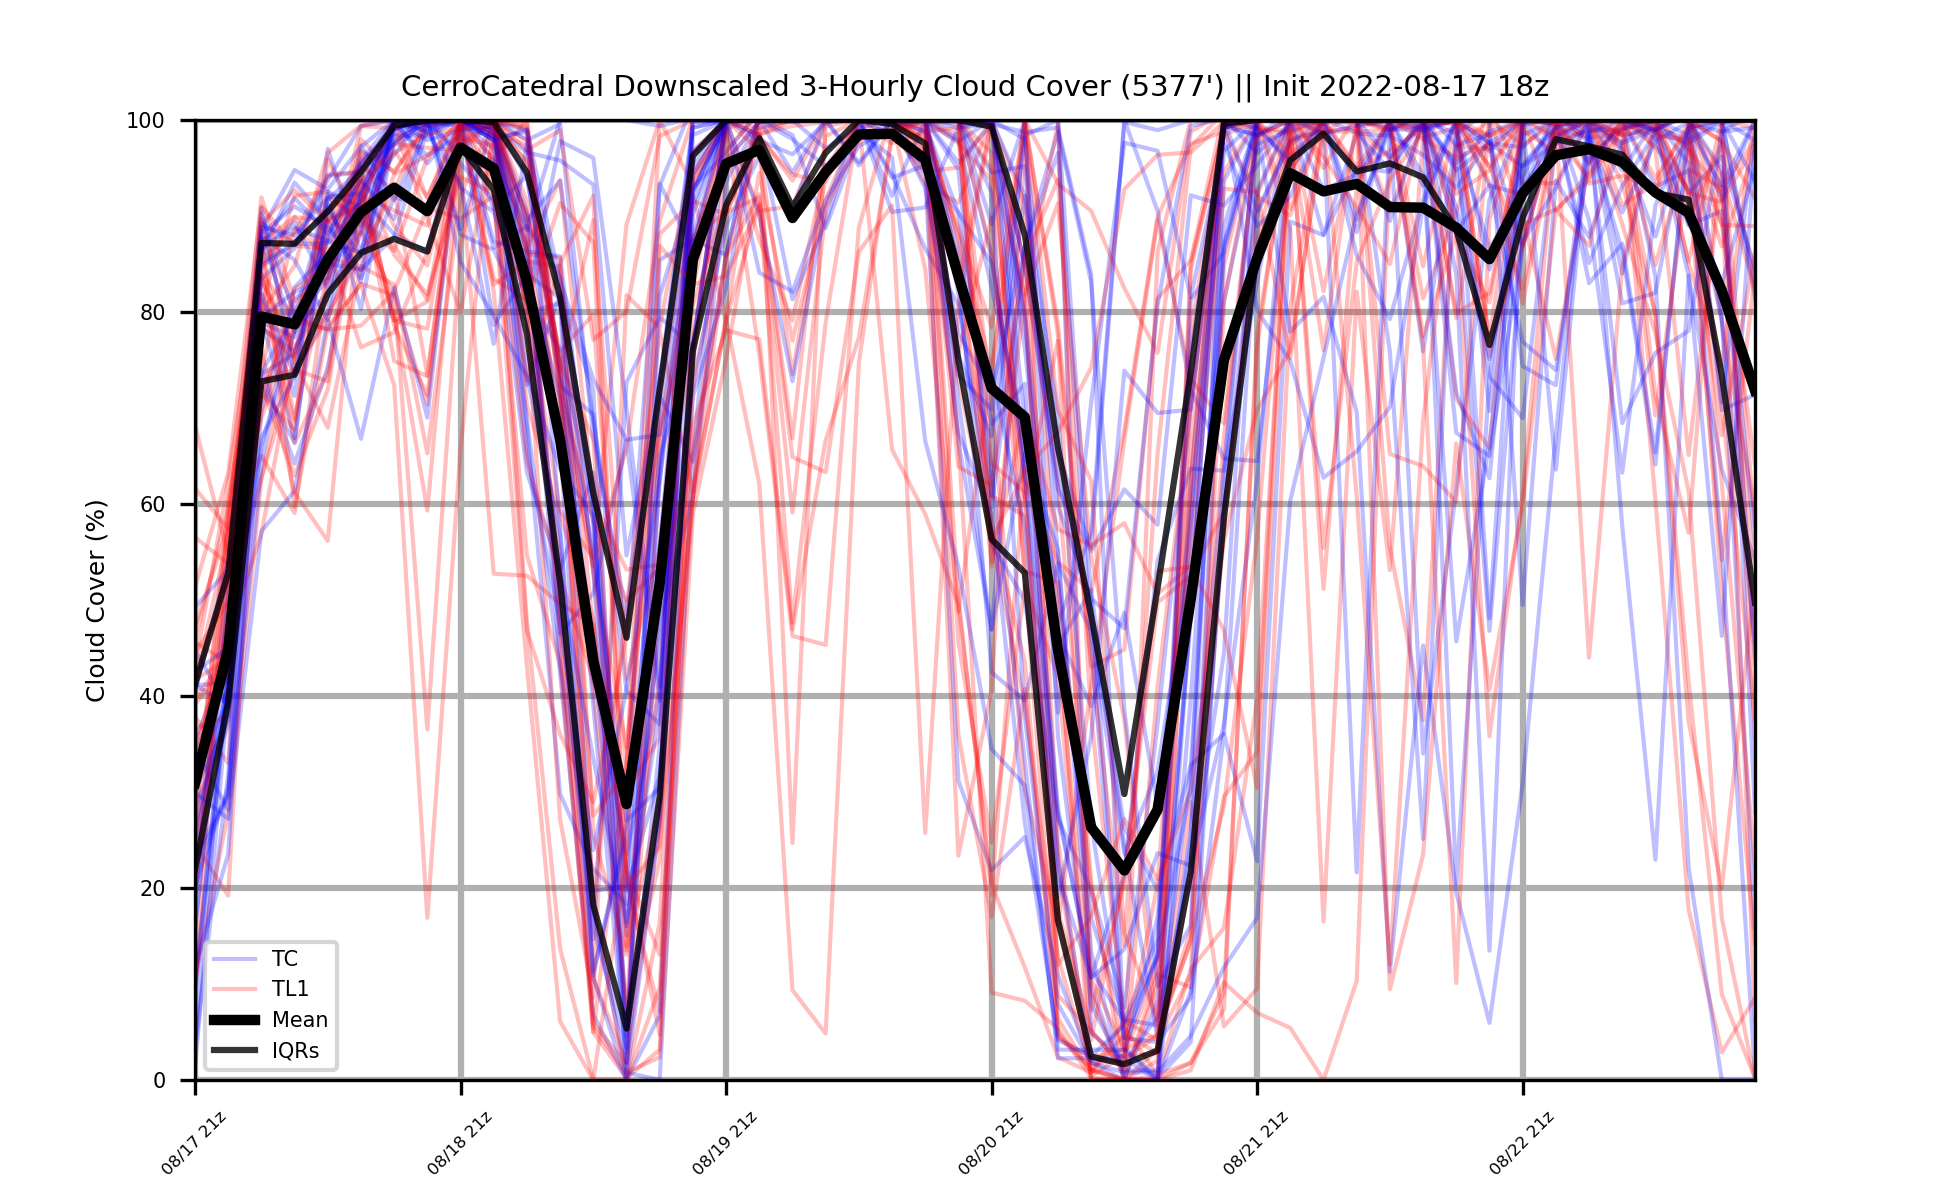 CerroCatedral Downscaled 3-Hourly Cloud Cover (5377') || Init 2022-08-17 18z
Cloud Cover (%)
100
80
60
40
20
0
TC
TL1
Mean
IQRs
08/17 21z
08/18 21z
08/19 21z
08/20 21z
08/21 21z
08/22 21z